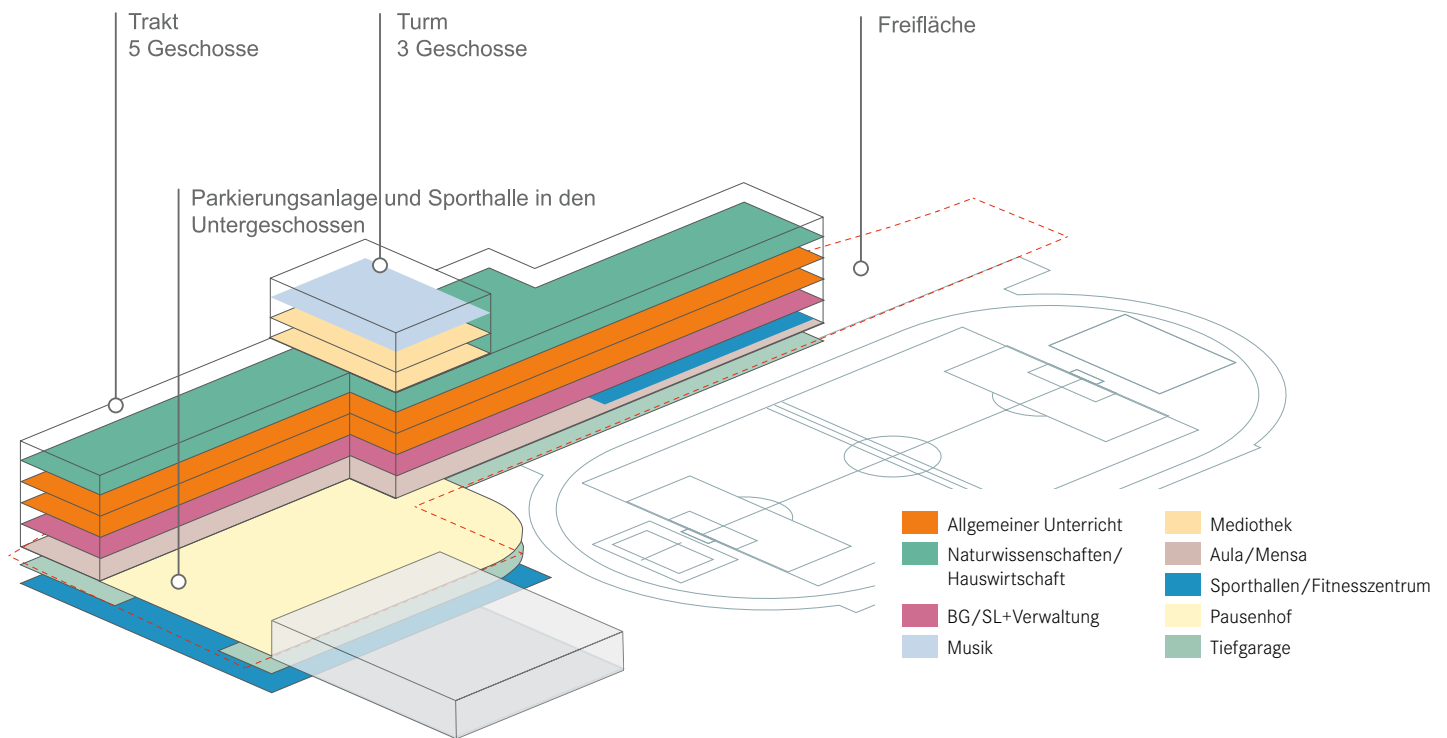 Trakt
5 Geschosse
Turm
3 Geschosse
Freifläche
Parkierungsanlage und Sporthalle in den
Untergeschossen
Allgemeiner Unterricht
Naturwissenschaften/
Hauswirtschaft
BG/SL+Verwaltung
Musik
Mediothek
Aula/Mensa
Sporthallen/Fitnesszentrum
Pausenhof
Tiefgarage